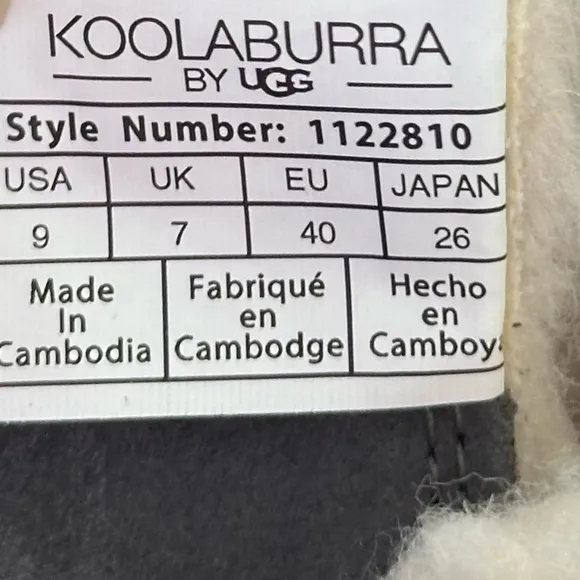 KOOLABURRA
BY UGG
Style Number: 1122810
USA UK EU JAPAN
9 7 40 26
Made Fabriqué Hecho
In en en
Cambodia Cambodge Camboya